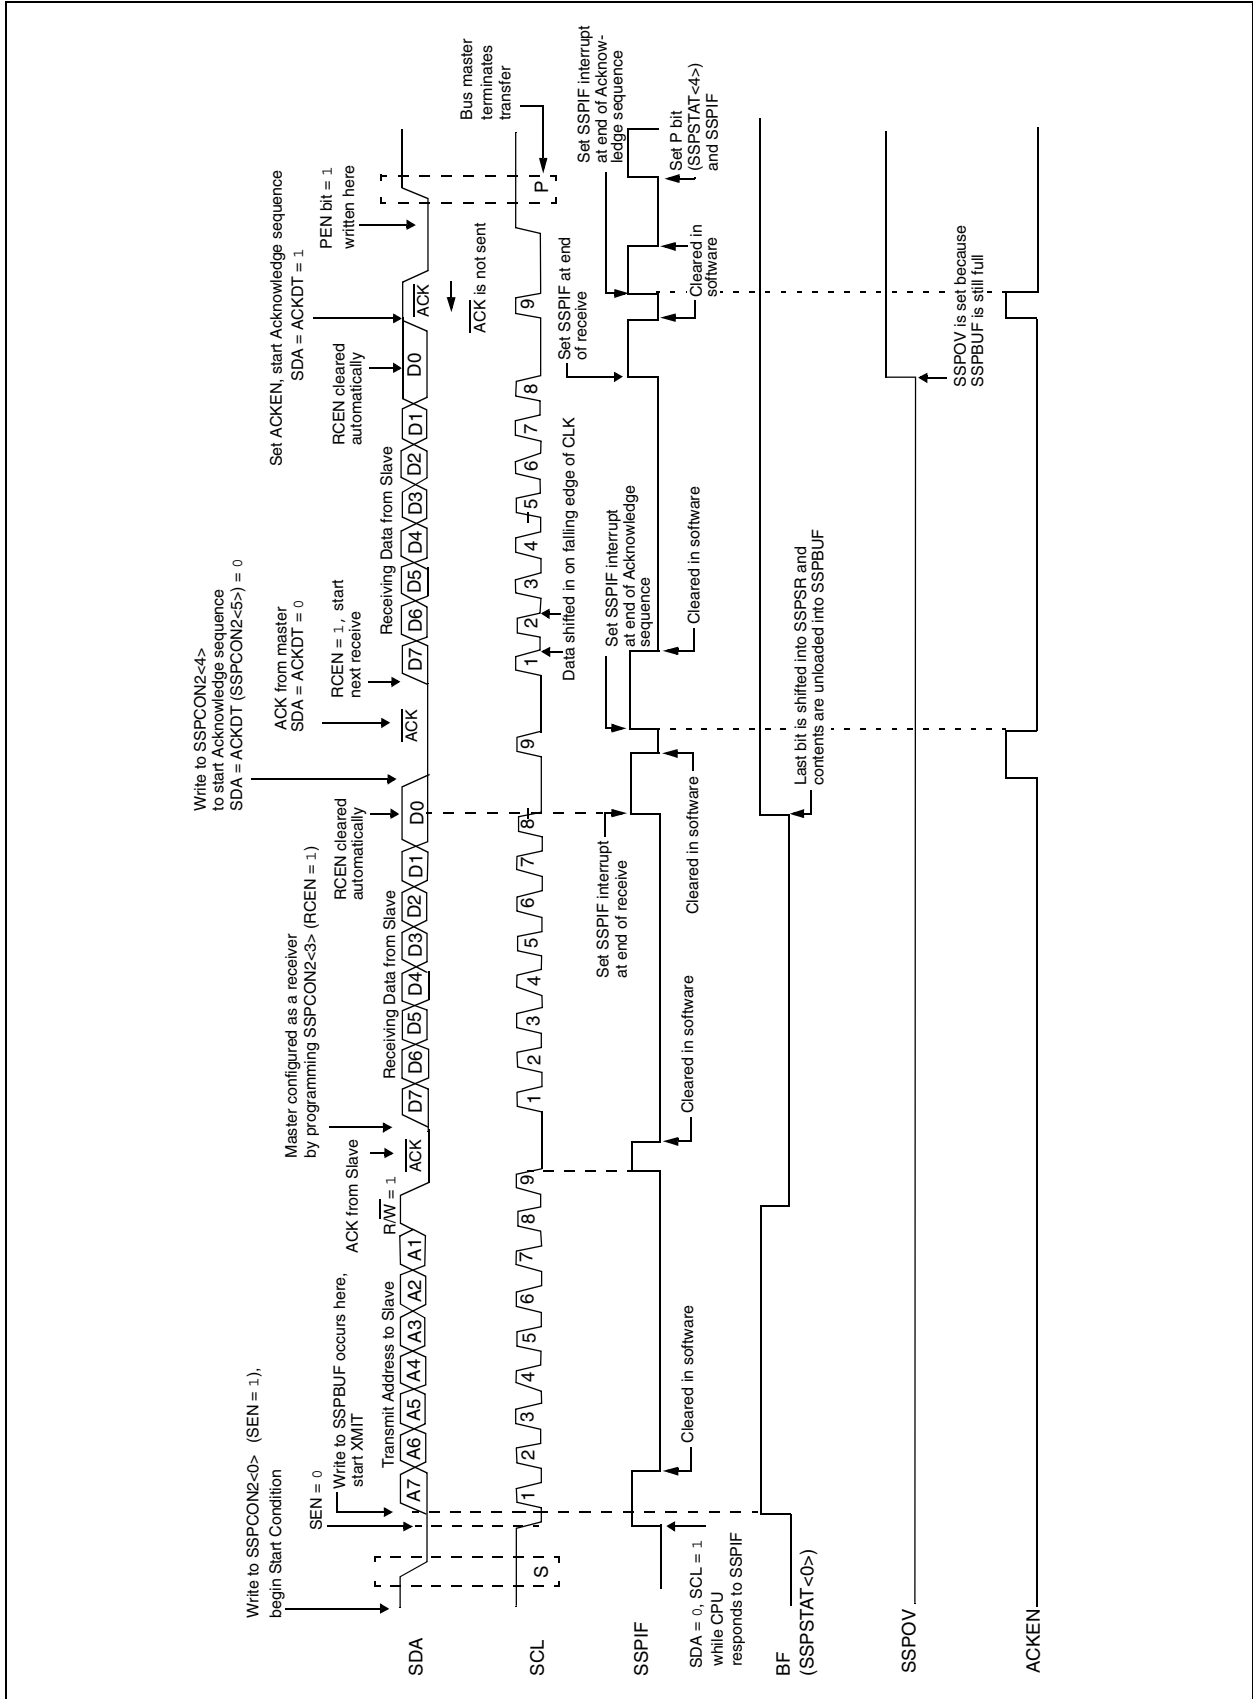 Write to SSPCON2<0> (SEN = 1),
begin Start Condition
SEN = 0
Write to SSPBUF occurs here,
start XMIT
ACK from Slave
Master configured as a receiver
by programming SSPCON2<3> (RCEN = 1)
RCEN cleared
automatically
Write to SSPCON2<4>
to start Acknowledge sequence
SDA = ACKDT (SSPCON2<5>) = 0
ACK from master
SDA = ACKDT = 0
RCEN = 1, start
next receive
RCEN cleared
automatically
Set ACKEN, start Acknowledge sequence
SDA = ACKDT = 1
PEN bit = 1
written here
Transmit Address to Slave
R/W = 1
Receiving Data from Slave
Receiving Data from Slave
SDA
A7 A6 A5 A4 A3 A2 A1
ACK
D7 D6 D5 D4 D3 D2 D1 D0
ACK
D7 D6 D5 D4 D3 D2 D1 D0
ACK
ACK is not sent
Bus master
terminates
transfer
SCL
S
1 2 3 4 5 6 7 8 9
1 2 3 4 5 6 7 8
9
1 2 3 4 5 6 7 8
9
P
Data shifted in on falling edge of CLK
Set SSPIF interrupt
at end of receive
Set SSPIF interrupt
at end of Acknowledge
sequence
Set SSPIF at end
of receive
Set SSPIF interrupt
at end of Acknow-
ledge sequence
SSPIF
SDA = 0, SCL = 1
while CPU
responds to SSPIF
Cleared in software
Cleared in software
Cleared in software
Cleared in software
Cleared in
software
Set P bit
(SSPSTAT<4>)
and SSPIF
BF
(SSPSTAT<0>)
Last bit is shifted into SSPSR and
contents are unloaded into SSPBUF
SSPOV
SSPOV is set because
SSPBUF is still full
ACKEN